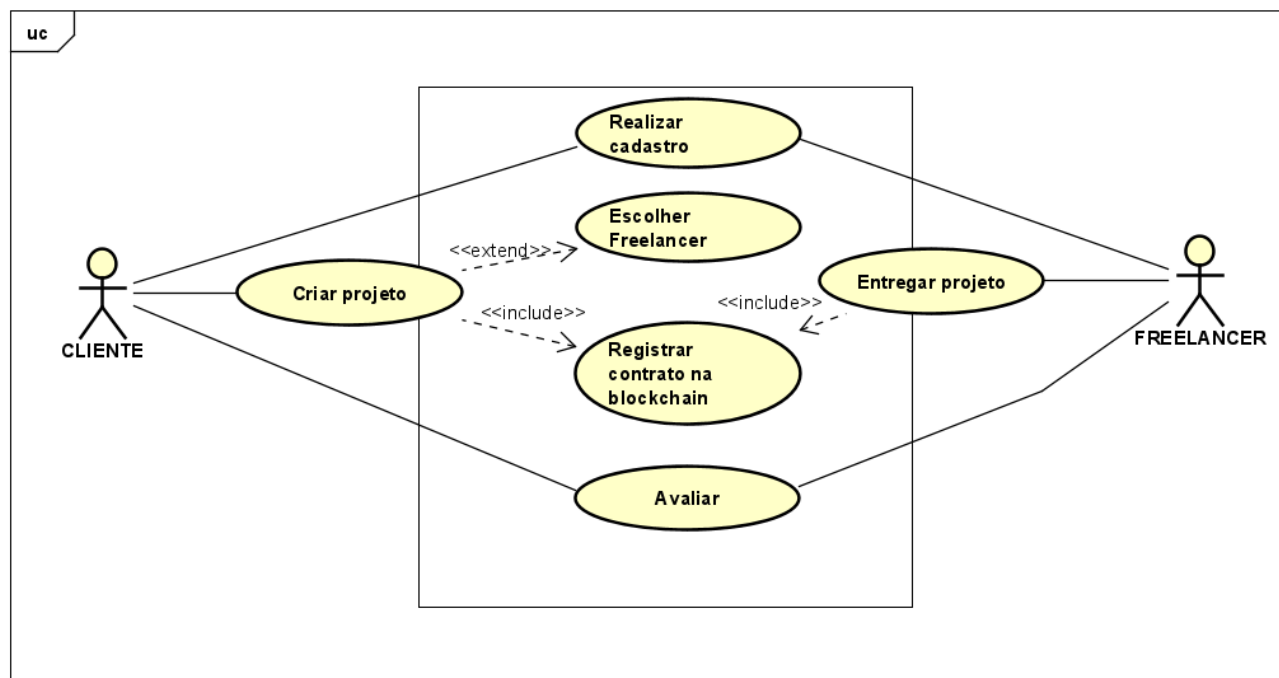 uc
Realizar
cadastro
Escolher
Freelancer
<<extend>>
Criar projeto
Entregar projeto
<<include>>
<<include>>
CLIENTE
FREELANCER
Registrar
contrato na
blockchain
Avaliar